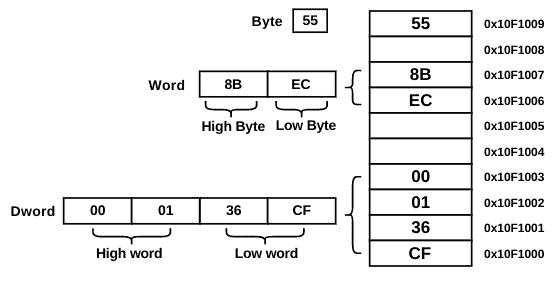 Byte 55
55 0x10F1009
0x10F1008
Word 8B EC
8B 0x10F1007
EC 0x10F1006
High Byte Low Byte
0x10F1005
0x10F1004
00 0x10F1003
Dword 00 01 36 CF
01 0x10F1002
36 0x10F1001
High word Low word
CF 0x10F1000